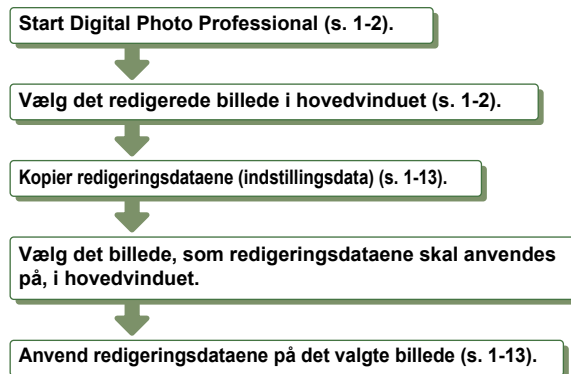 Start Digital Photo Professional (s. 1-2).
Vælg det redigerede billede i hovedvinduet (s. 1-2).
Kopier redigeringsdataene (indstillingsdata) (s. 1-13).
Vælg det billede, som redigeringsdataene skal anvendes
på, i hovedvinduet.
Anvend redigeringsdataene på det valgte billede (s. 1-13).